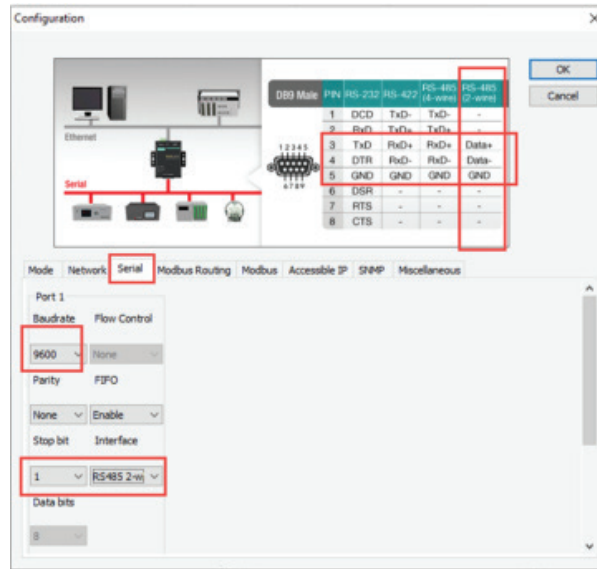 Configuration
OK
Cancel
Ethernet
Serial
DB9 Male PIN RS-232 RS-422 RS-485 (4-wire) RS-485 (2-wire)
1 DCD TxD- TxD- -
2 RxD TxD+ TxD+ -
3 TxD RxD+ RxD+ Data+
4 DTR RxD- RxD- Data-
5 GND GND GND GND
6 DSR - - -
7 RTS - - -
8 CTS - - -
1 2 3 4 5
6 7 8 9
Mode Network Serial Modbus Routing Modbus Accessible IP SNMP Miscellaneous
Port 1
Baudrate Flow Control
9600 None
Parity FIFO
None Enable
Stop bit Interface
1 RS485 2-w
Data bits
8